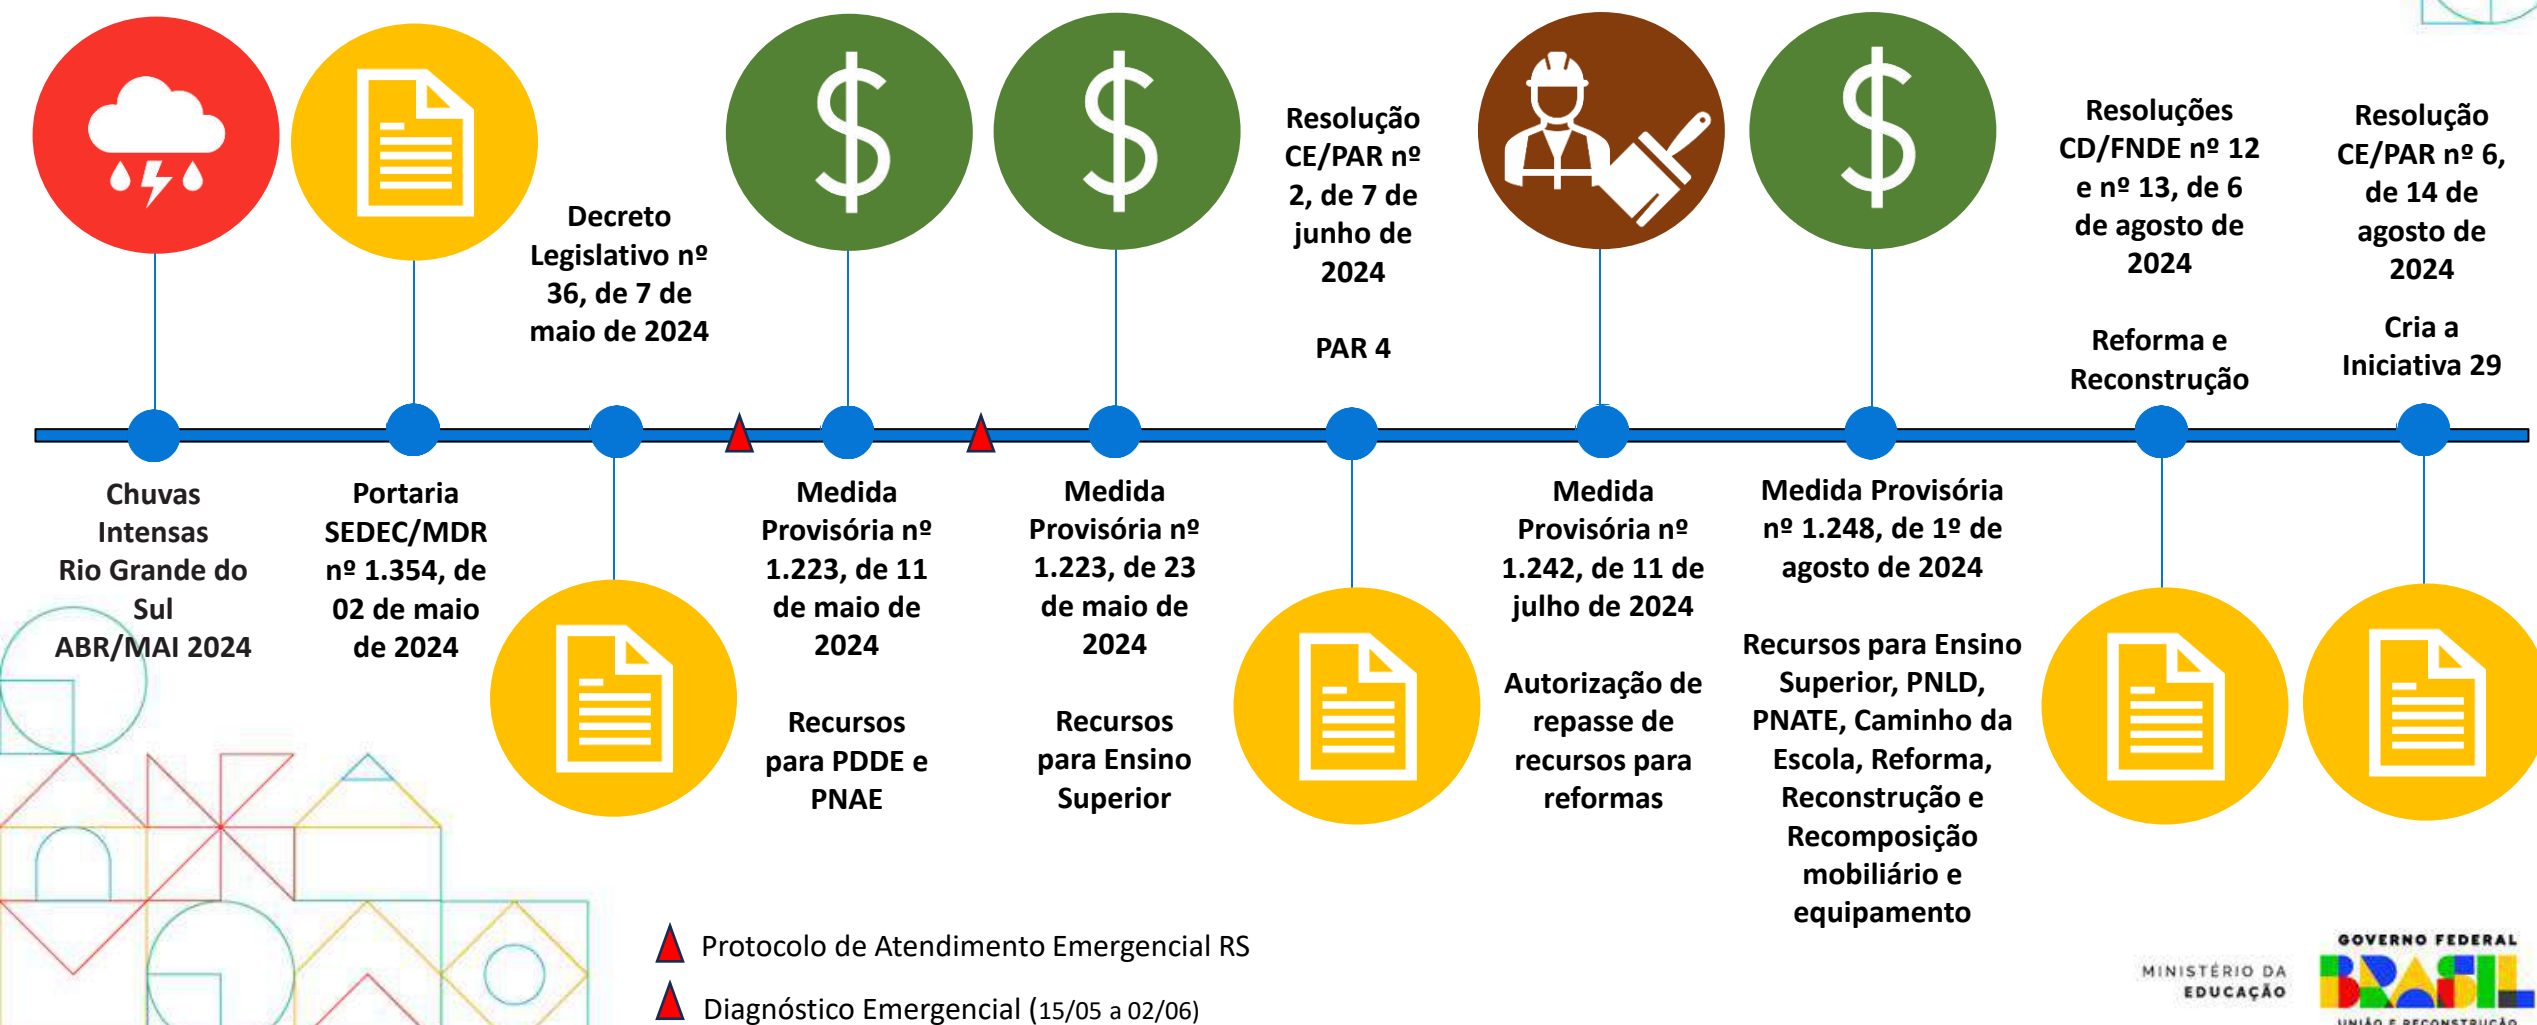 Chuvas
Intensas
Rio Grande do
Sul
ABR/MAI 2024
Portaria
SEDEC/MDR
nº 1.354, de
02 de maio
de 2024
Decreto
Legislativo nº
36, de 7 de
maio de 2024
Medida
Provisória nº
1.223, de 11
de maio de
2024
Recursos
para PDDE e
PNAE
Medida
Provisória nº
1.223, de 23
de maio de
2024
Recursos
para Ensino
Superior
Resolução
CE/PAR nº
2, de 7 de
junho de
2024
PAR 4
Medida
Provisória nº
1.242, de 11 de
julho de 2024
Autorização de
repasse de
recursos para
reformas
Medida Provisória
nº 1.248, de 1º de
agosto de 2024
Recursos para Ensino
Superior, PNLD,
PNATE, Caminho da
Escola, Reforma,
Reconstrução e
Recomposição
mobiliário e
equipamento
Resoluções
CD/FNDE nº 12
e nº 13, de 6
de agosto de
2024
Reforma e
Reconstrução
Resolução
CE/PAR nº 6,
de 14 de
agosto de
2024
Cria a
Iniciativa 29
Protocolo de Atendimento Emergencial RS
Diagnóstico Emergencial (15/05 a 02/06)
MINISTÉRIO DA
EDUCAÇÃO
GOVERNO FEDERAL
BRASIL
UNIÃO E RECONSTRUÇÃO